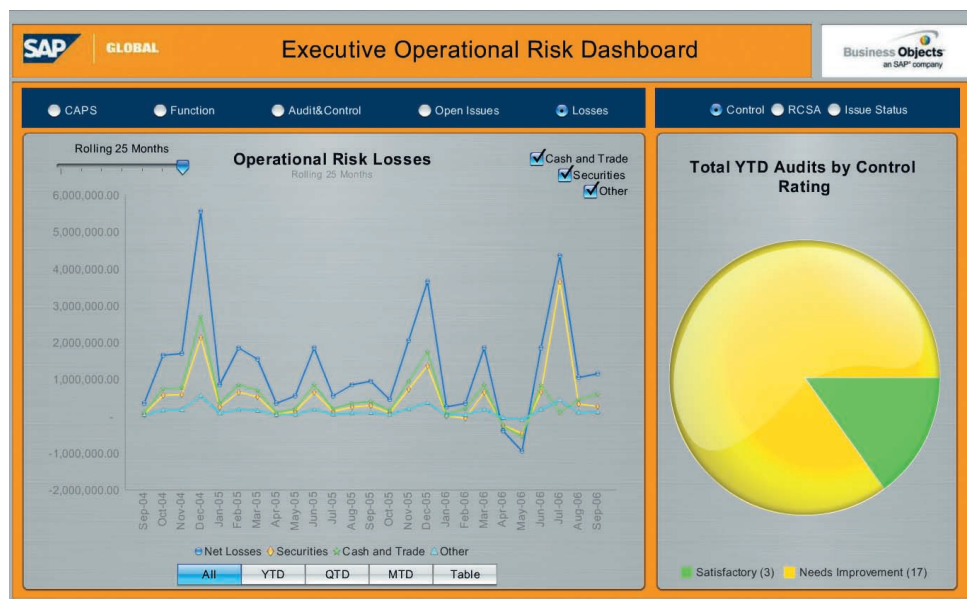 SAP
GLOBAL
Executive Operational Risk Dashboard
Business Objects
an SAP® company
CAPS
Function
Audit&Control
Open Issues
Losses
Control
RCSA
Issue Status
Rolling 25 Months
Operational Risk Losses
Rolling 25 Months
Cash and Trade
Securities
Other
6,000,000.00
5,000,000.00
4,000,000.00
3,000,000.00
2,000,000.00
1,000,000.00
-
-1,000,000.00
-2,000,000.00
Sep-04
Oct-04
Nov-04
Dec-04
Jan-05
Feb-05
Mar-05
Apr-05
May-05
Jun-05
Jul-05
Aug-05
Sep-05
Oct-05
Nov-05
Dec-05
Jan-06
Feb-06
Mar-06
Apr-06
May-06
Jun-06
Jul-06
Aug-06
Sep-06
Net Losses
Securities
Cash and Trade
Other
All
YTD
QTD
MTD
Table
Total YTD Audits by Control
Rating
Satisfactory (3)
Needs Improvement (17)